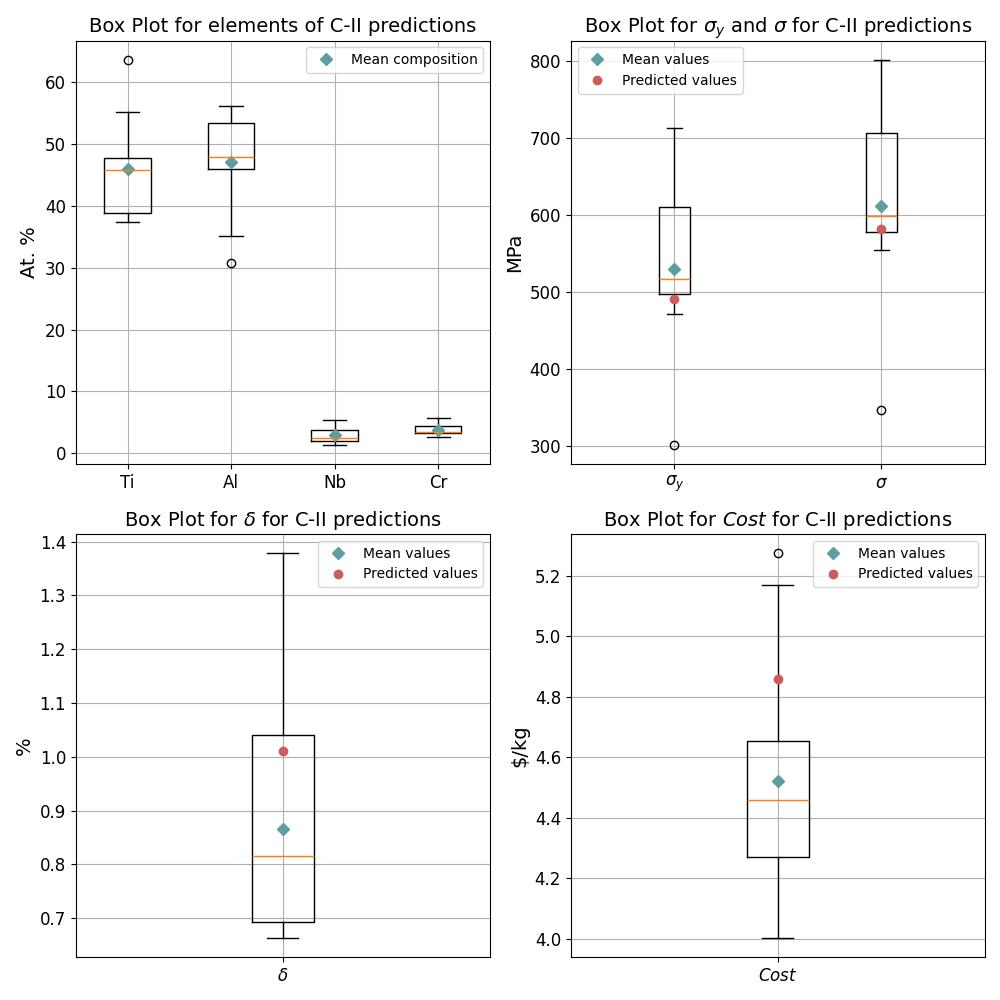 Box Plot for elements of C-II predictions
Mean composition
At. %
60
50
40
30
20
10
0
Ti Al Nb Cr
Box Plot for σy and σ for C-II predictions
Mean values
Predicted values
MPa
800
700
600
500
400
300
σy σ
Box Plot for δ for C-II predictions
Mean values
Predicted values
%
1.4
1.3
1.2
1.1
1.0
0.9
0.8
0.7
δ
Box Plot for Cost for C-II predictions
Mean values
Predicted values
$/kg
5.2
5.0
4.8
4.6
4.4
4.2
4.0
Cost